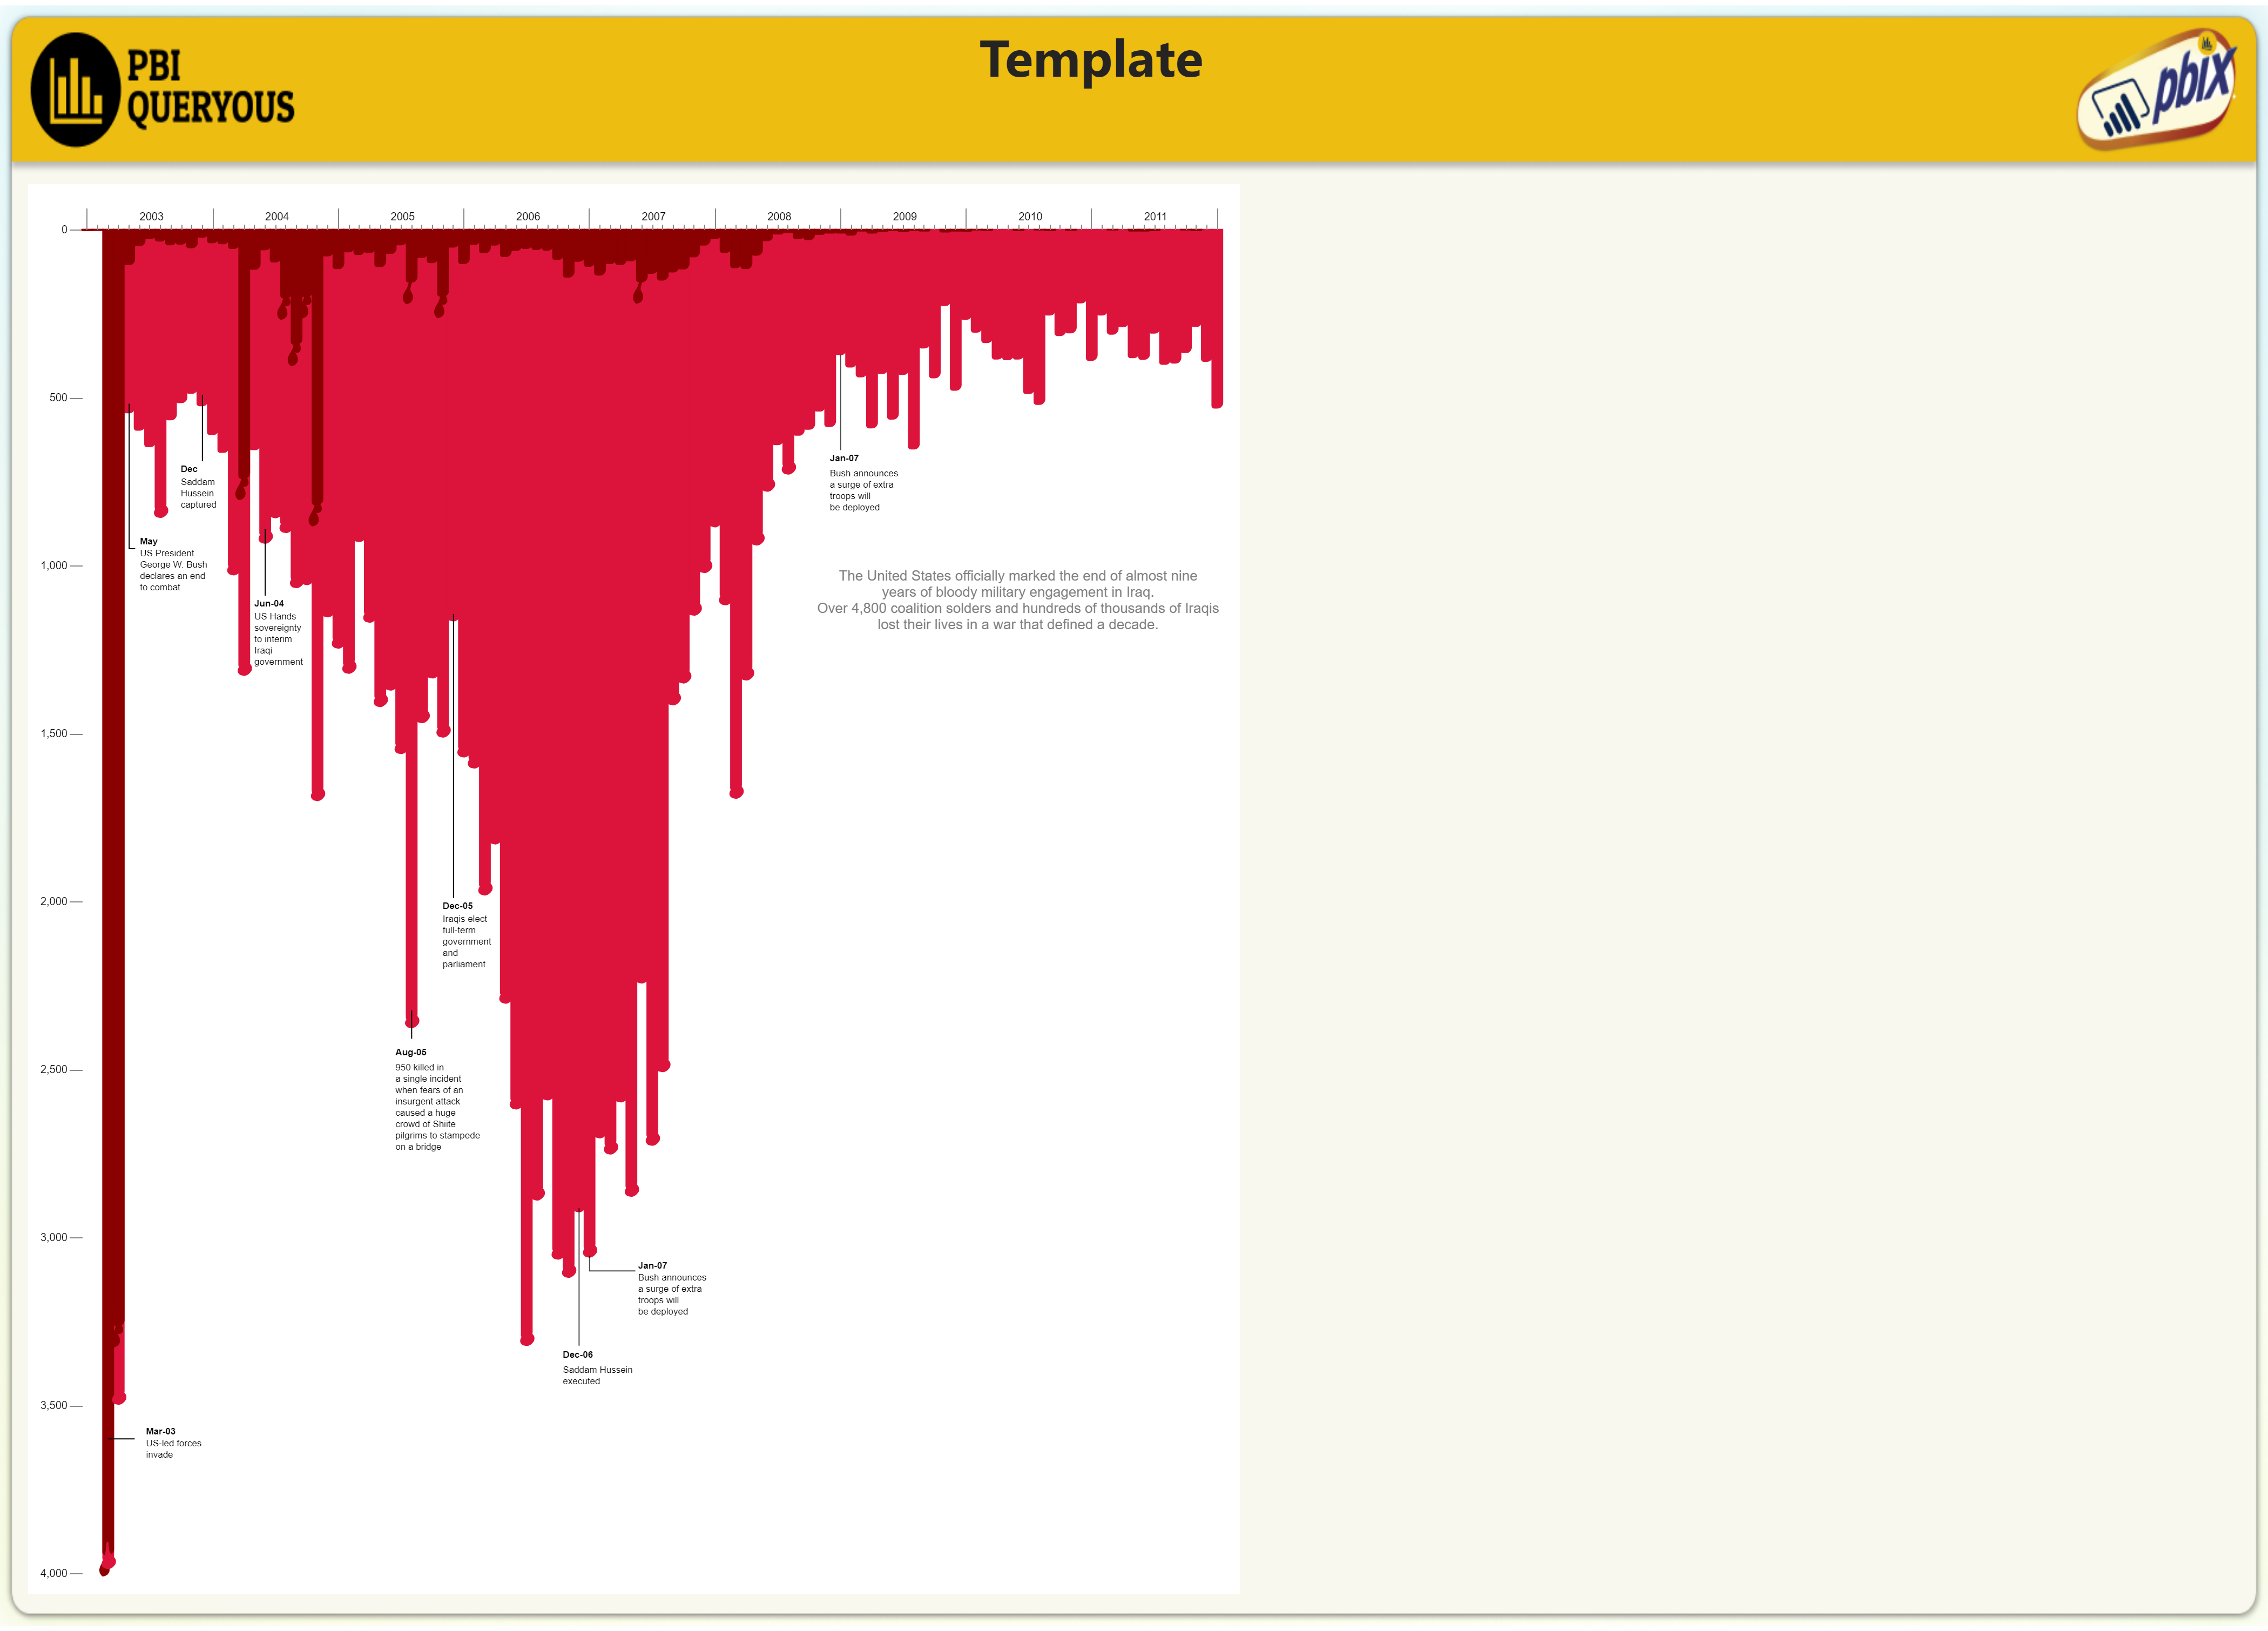 Template
PBI
QUERYOUS
pbix
2003 2004 2005 2006 2007 2008 2009 2010 2011
0
500
1,000
1,500
2,000
2,500
3,000
3,500
4,000
Dec
Saddam
Hussein
captured
May
US President
George W. Bush
declares an end
to combat
Jun-04
US Hands
sovereignty
to interim
Iraqi
government
Jan-07
Bush announces
a surge of extra
troops will
be deployed
The United States officially marked the end of almost nine
years of bloody military engagement in Iraq.
Over 4,800 coalition solders and hundreds of thousands of Iraqis
lost their lives in a war that defined a decade.
Dec-05
Iraqis elect
full-term
government
and
parliament
Aug-05
950 killed in
a single incident
when fears of an
insurgent attack
caused a huge
crowd of Shiite
pilgrims to stampede
on a bridge
Jan-07
Bush announces
a surge of extra
troops will
be deployed
Dec-06
Saddam Hussein
executed
Mar-03
US-led forces
invade